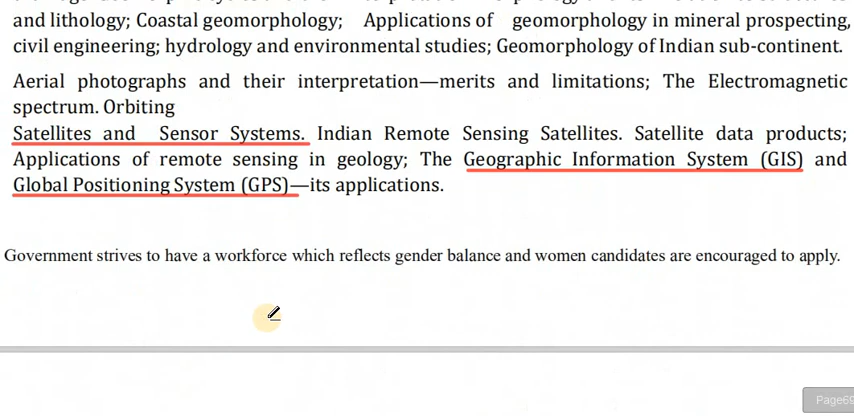 and lithology; Coastal geomorphology; Applications of geomorphology in mineral prospecting,
civil engineering; hydrology and environmental studies; Geomorphology of Indian sub-continent.
Aerial photographs and their interpretation—merits and limitations; The Electromagnetic
spectrum. Orbiting
Satellites and Sensor Systems. Indian Remote Sensing Satellites. Satellite data products;
Applications of remote sensing in geology; The Geographic Information System (GIS) and
Global Positioning System (GPS)—its applications.
Government strives to have a workforce which reflects gender balance and women candidates are encouraged to apply.
Page69